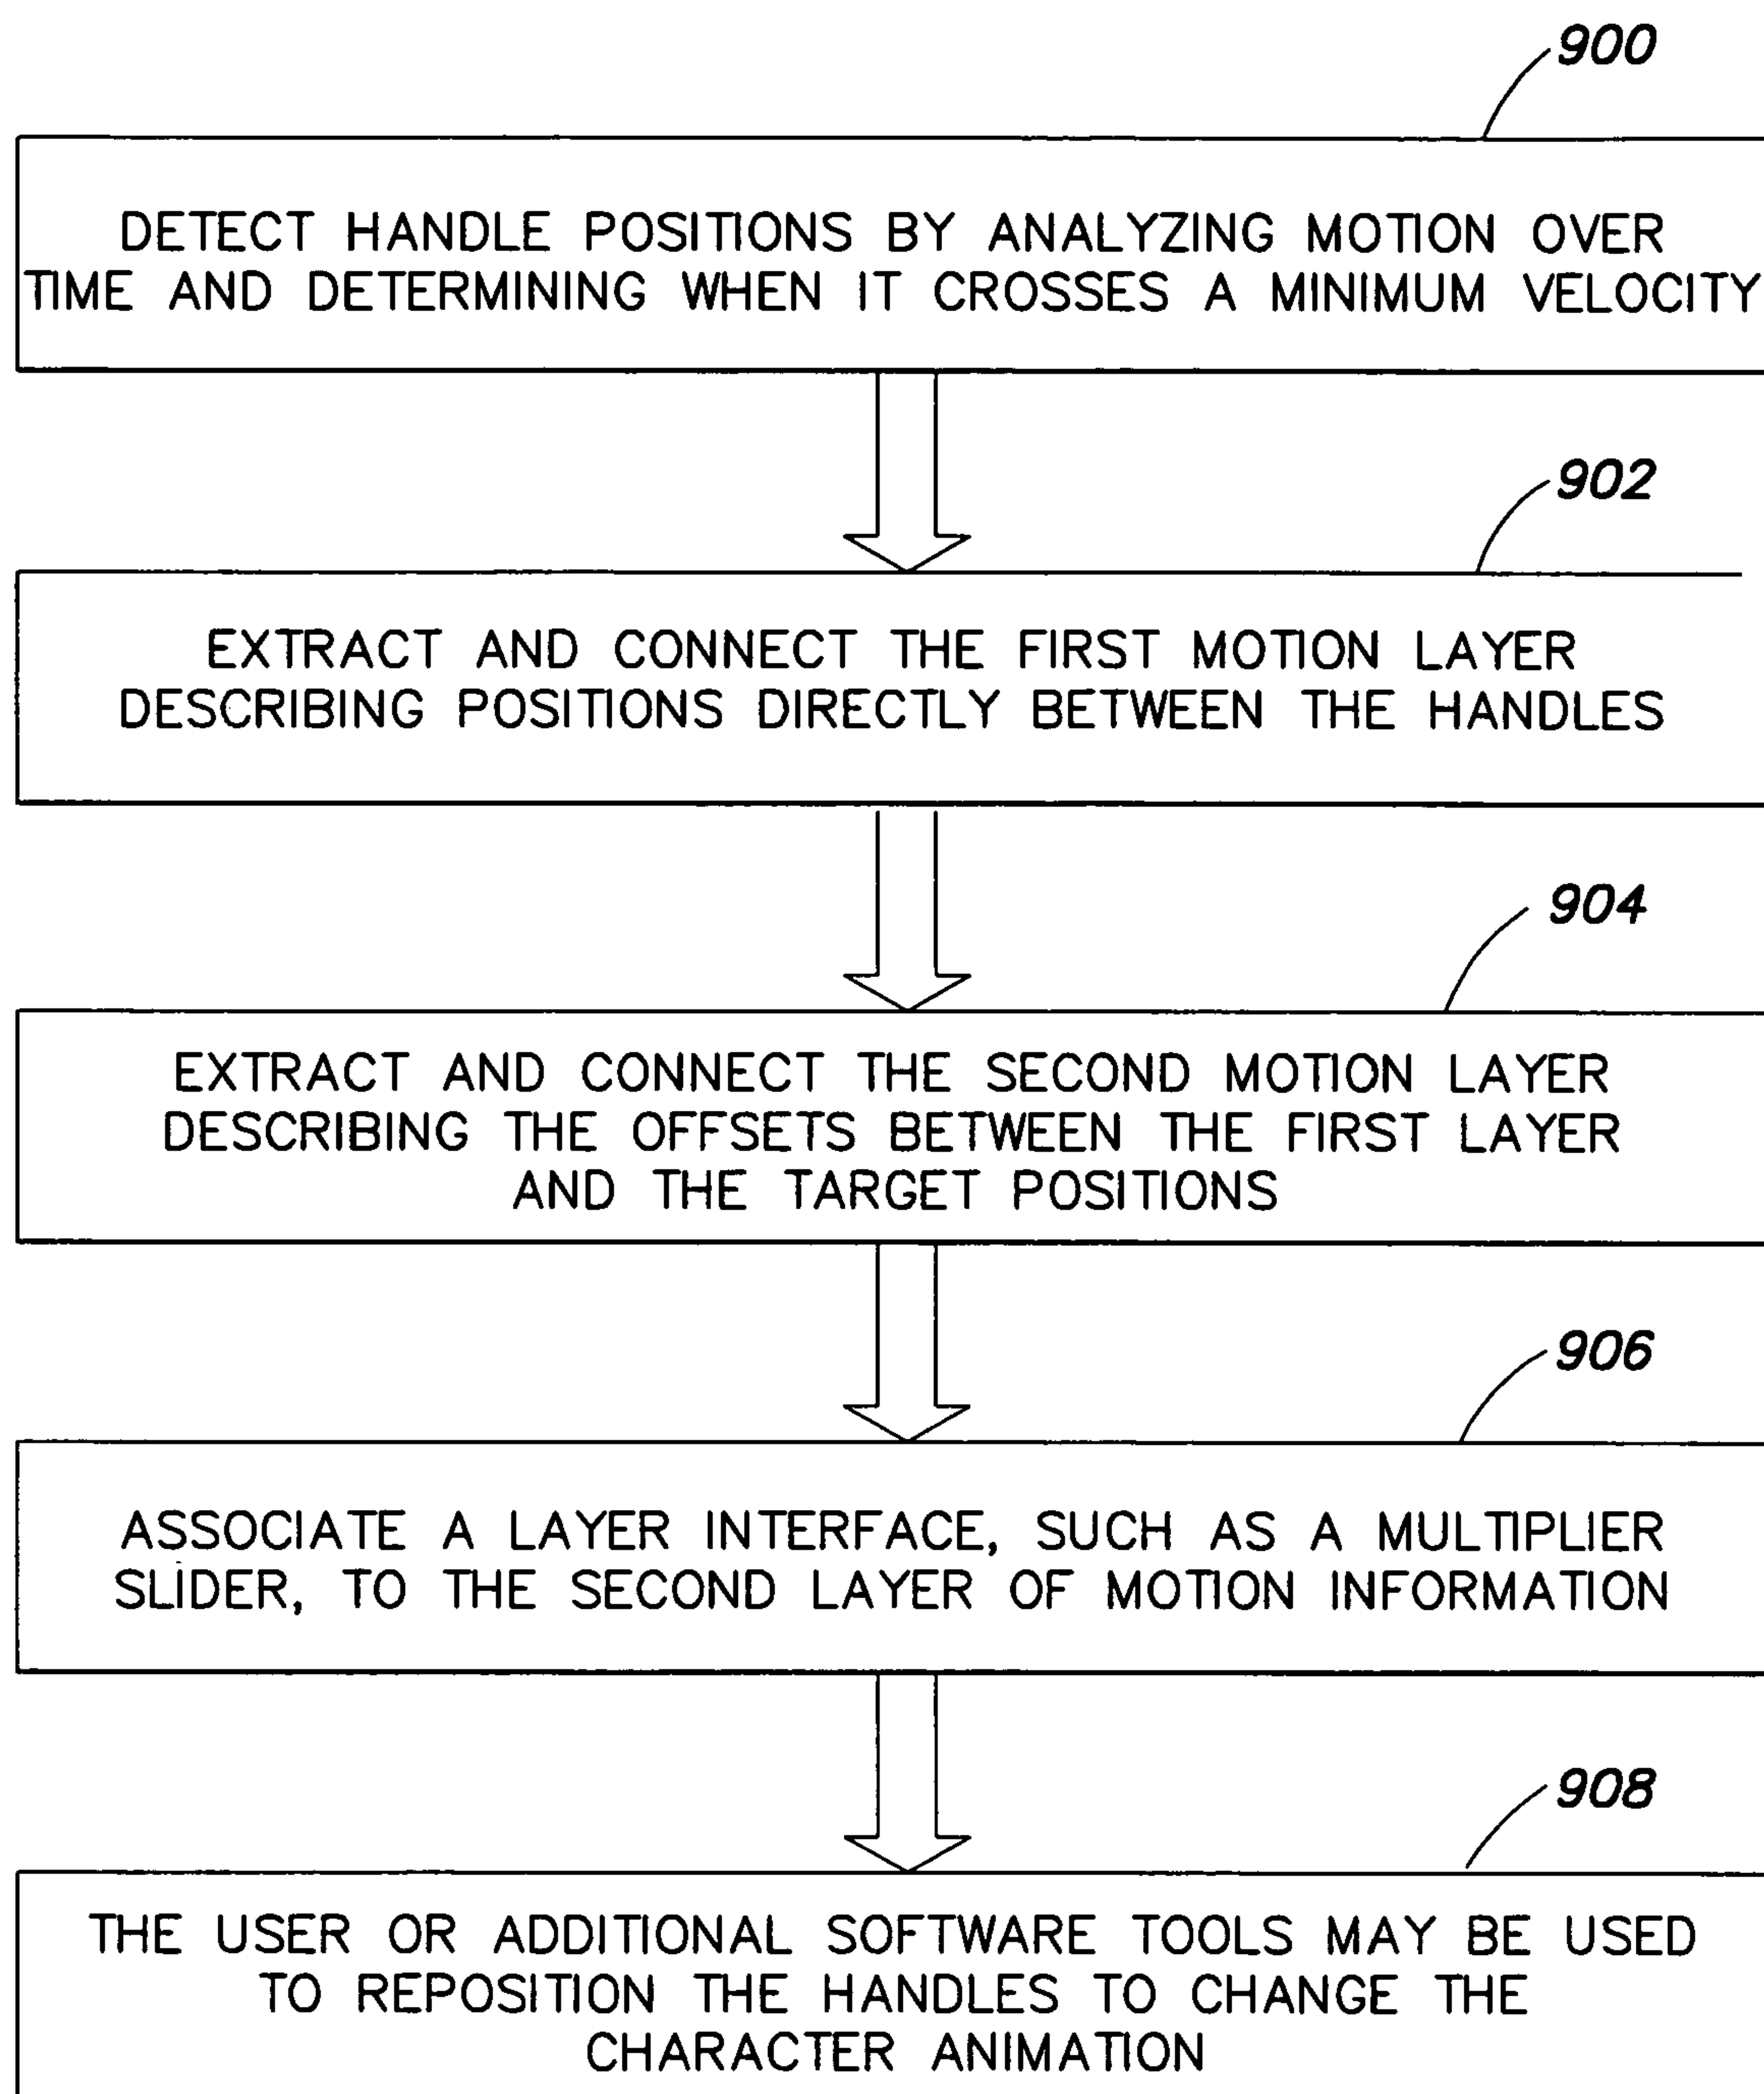 900
DETECT HANDLE POSITIONS BY ANALYZING MOTION OVER
TIME AND DETERMINING WHEN IT CROSSES A MINIMUM VELOCITY
902
EXTRACT AND CONNECT THE FIRST MOTION LAYER
DESCRIBING POSITIONS DIRECTLY BETWEEN THE HANDLES
904
EXTRACT AND CONNECT THE SECOND MOTION LAYER
DESCRIBING THE OFFSETS BETWEEN THE FIRST LAYER
AND THE TARGET POSITIONS
906
ASSOCIATE A LAYER INTERFACE, SUCH AS A MULTIPLIER
SLIDER, TO THE SECOND LAYER OF MOTION INFORMATION
908
THE USER OR ADDITIONAL SOFTWARE TOOLS MAY BE USED
TO REPOSITION THE HANDLES TO CHANGE THE
CHARACTER ANIMATION